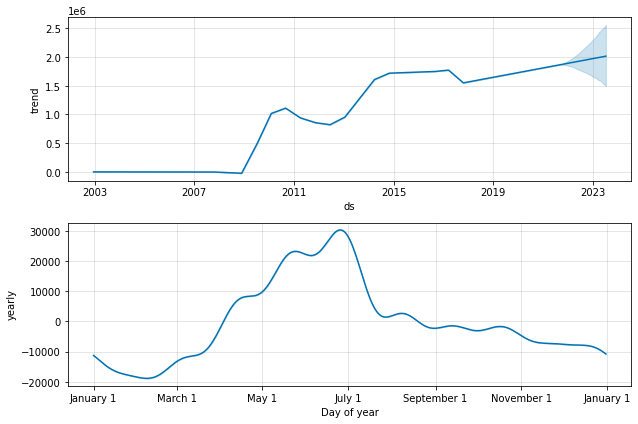 1e6
2.5
2.0
1.5
1.0
0.5
0.0
trend
2003 2007 2011 2015 2019 2023
ds
30000
20000
10000
0
−10000
−20000
yearly
January 1 March 1 May 1 July 1 September 1 November 1 January 1
Day of year